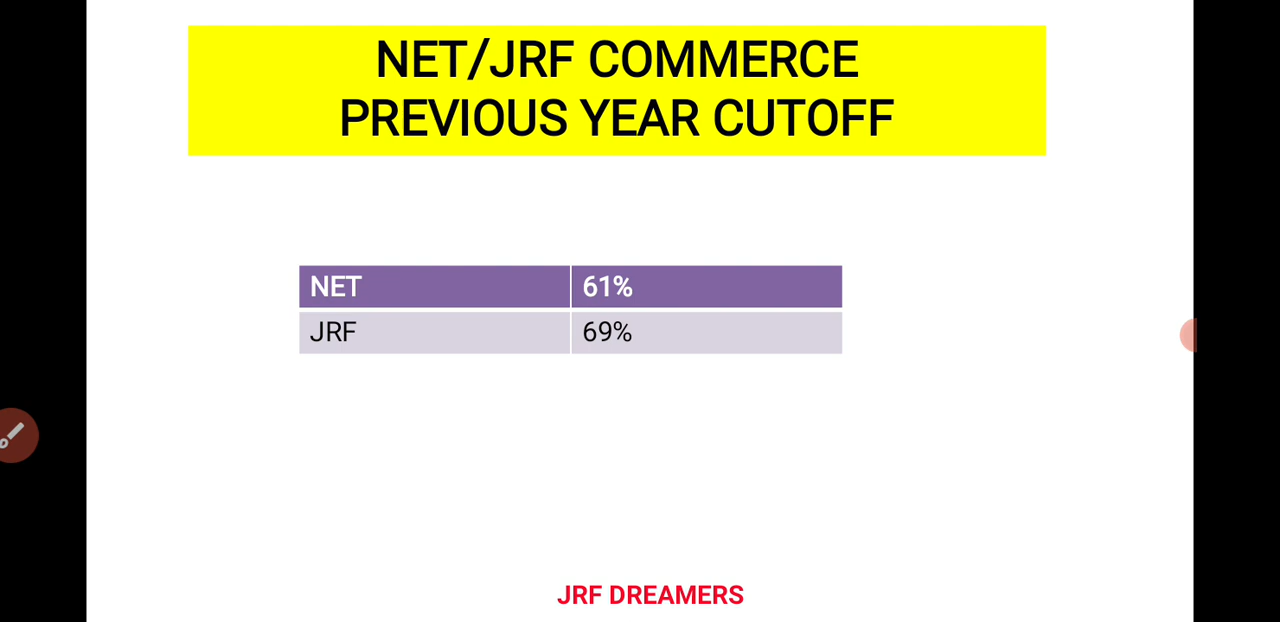 NET/JRF COMMERCE
PREVIOUS YEAR CUTOFF
NET 61%
JRF 69%
JRF DREAMERS